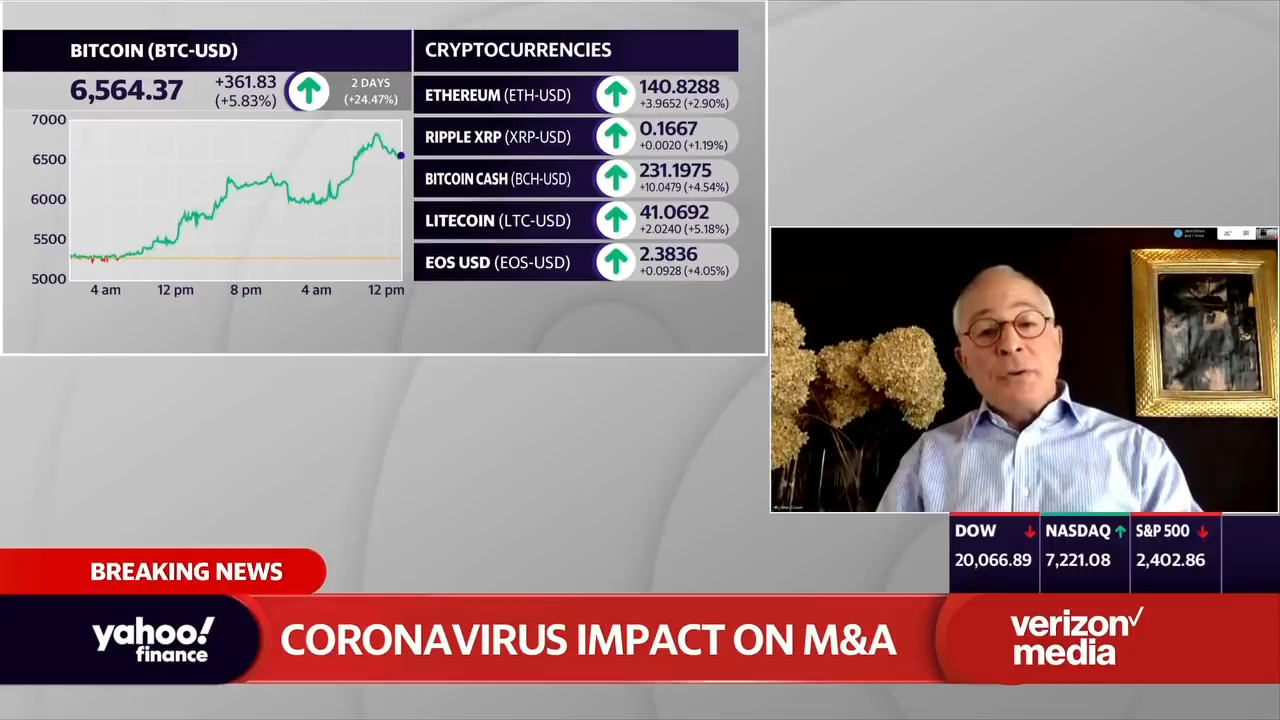 BITCOIN (BTC-USD)
6,564.37
+361.83
(+5.83%)
2 DAYS
(+24.47%)
7000
6500
6000
5500
5000
4 am
12 pm
8 pm
4 am
12 pm
CRYPTOCURRENCIES
ETHEREUM (ETH-USD)
140.8288
+3.9652 (+2.90%)
RIPPLE XRP (XRP-USD)
0.1667
+0.0020 (+1.19%)
BITCOIN CASH (BCH-USD)
231.1975
+10.0479 (+4.54%)
LITECOIN (LTC-USD)
41.0692
+2.0240 (+5.18%)
EOS USD (EOS-USD)
2.3836
+0.0928 (+4.05%)
DOW
20,066.89
NASDAQ
7,221.08
S&P 500
2,402.86
BREAKING NEWS
yahoo!
finance
CORONAVIRUS IMPACT ON M&A
verizon
media